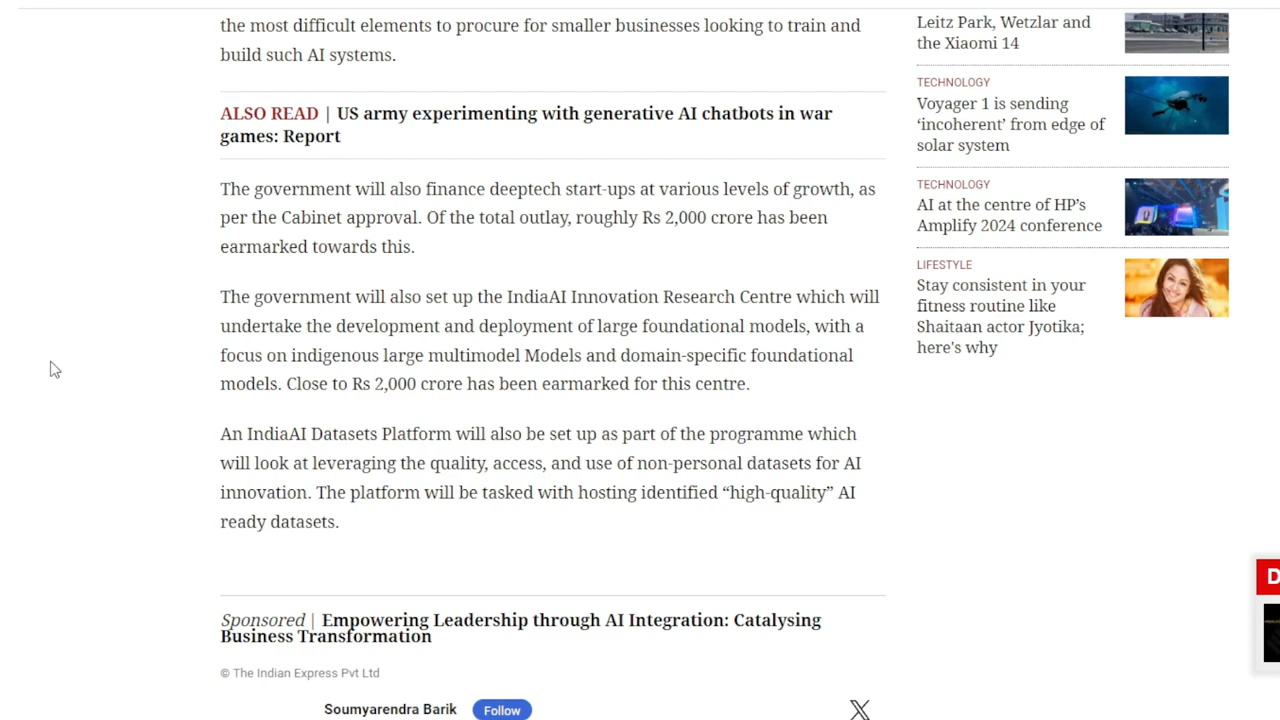 the most difficult elements to procure for smaller businesses looking to train and
build such AI systems.
ALSO READ | US army experimenting with generative AI chatbots in war
games: Report
The government will also finance deeptech start-ups at various levels of growth, as
per the Cabinet approval. Of the total outlay, roughly Rs 2,000 crore has been
earmarked towards this.
The government will also set up the IndiaAI Innovation Research Centre which will
undertake the development and deployment of large foundational models, with a
focus on indigenous large multimodel Models and domain-specific foundational
models. Close to Rs 2,000 crore has been earmarked for this centre.
An IndiaAI Datasets Platform will also be set up as part of the programme which
will look at leveraging the quality, access, and use of non-personal datasets for AI
innovation. The platform will be tasked with hosting identified “high-quality” AI
ready datasets.
Sponsored | Empowering Leadership through AI Integration: Catalysing
Business Transformation
© The Indian Express Pvt Ltd
Soumyarendra Barik Follow
Leitz Park, Wetzlar and
the Xiaomi 14
TECHNOLOGY
Voyager 1 is sending
‘incoherent’ from edge of
solar system
TECHNOLOGY
AI at the centre of HP’s
Amplify 2024 conference
LIFESTYLE
Stay consistent in your
fitness routine like
Shaitaan actor Jyotika;
here's why
D